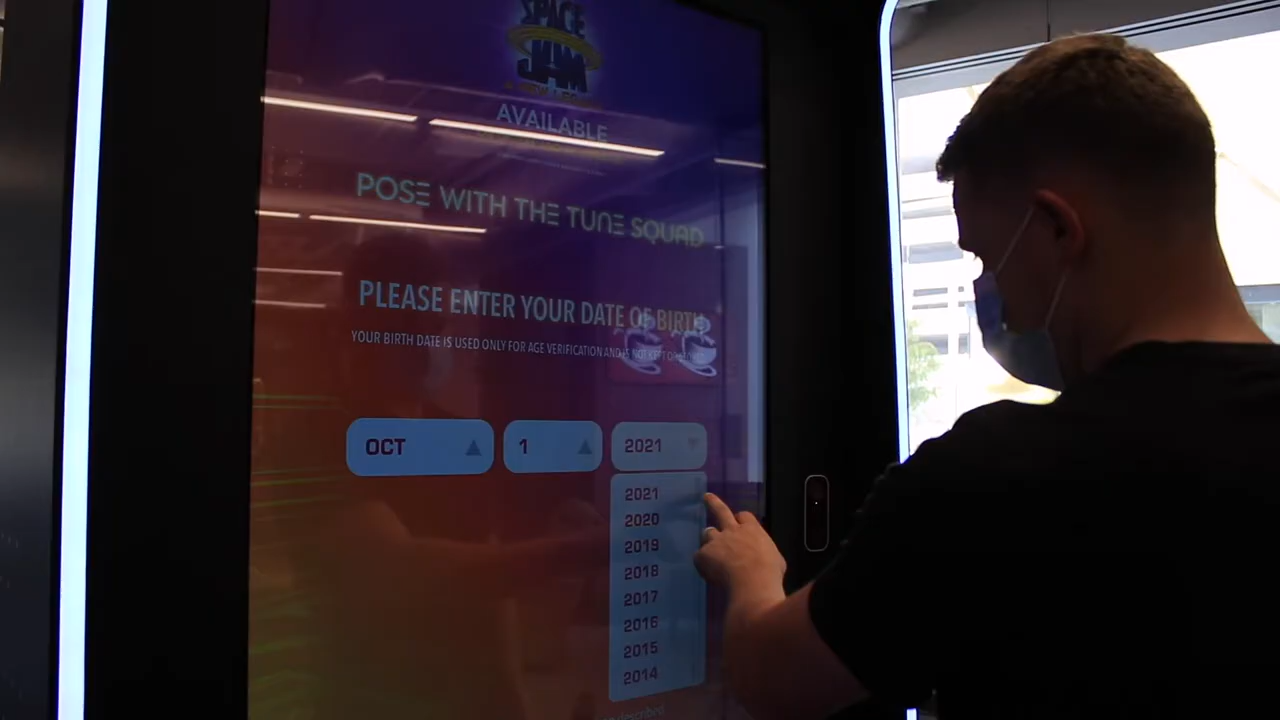 SPACE
JAM
AVAILABLE
POSE WITH THE TUNE SQUAD
PLEASE ENTER YOUR DATE OF BIRTH
YOUR BIRTH DATE IS USED ONLY FOR AGE VERIFICATION AND IS NOT KEPT OR
OCT 1 2021
2021
2020
2019
2018
2017
2016
2015
2014